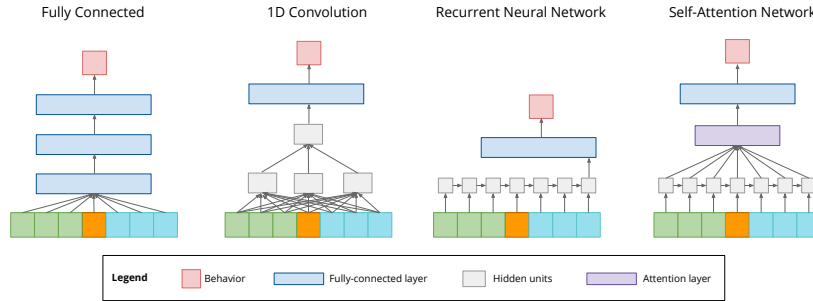 Fully Connected
1D Convolution
Recurrent Neural Network
Self-Attention Network
Legend
Behavior
Fully-connected layer
Hidden units
Attention layer